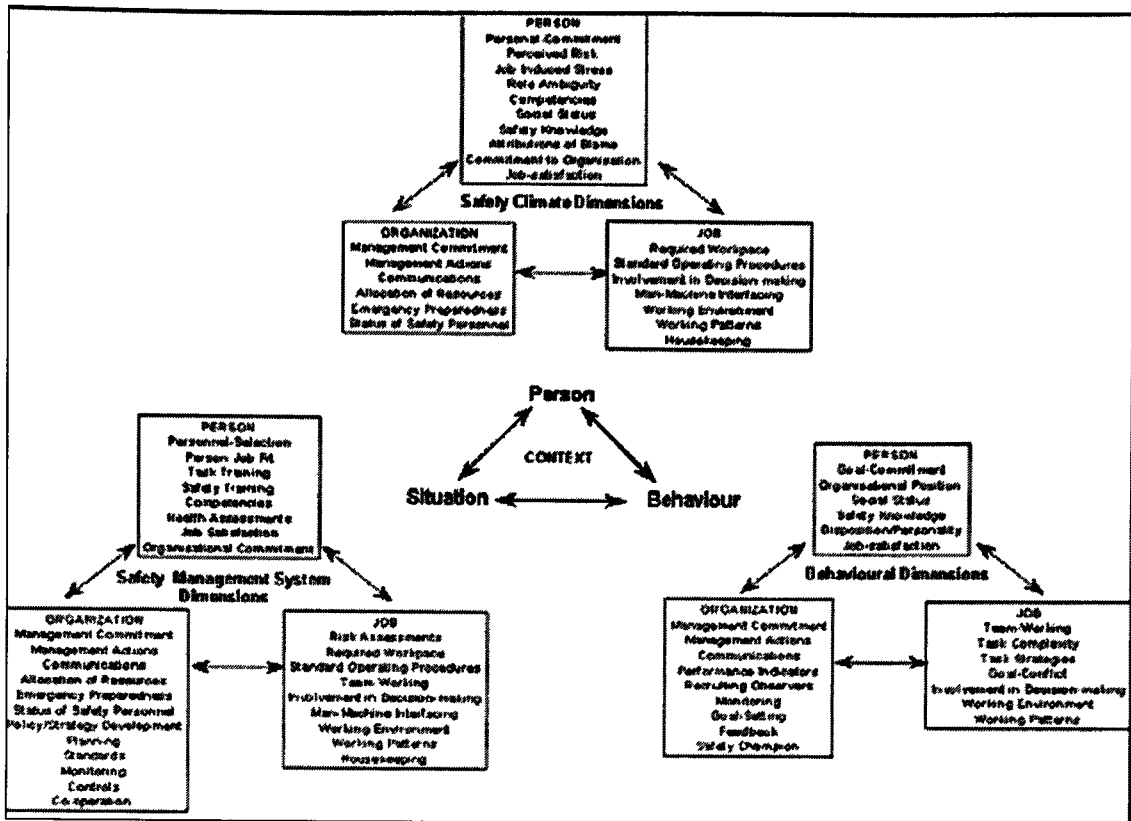 PERSON
Personal Commitment
Perceived Risk
Job Induced Stress
Role Ambiguity
Competencies
Social Status
Safety Knowledge
Attributions of Blame
Commitment to Organisation
Job-satisfaction
Safety Climate Dimensions
ORGANIZATION
Management Commitment
Management Actions
Communications
Allocation of Resources
Emergency Preparedness
Status of Safety Personnel
JOB
Required Workpace
Standard Operating Procedures
Involvement in Decision making
Man-Machine Interfacing
Working Environment
Working Patterns
Housekeeping
Person
CONTEXT
Situation
Behaviour
PERSON
Personnel-Selection
Person Job Fit
Task Training
Safety Training
Competencies
Health Assessments
Job Satisfaction
Organisational Commitment
Safety Management System
Dimensions
ORGANIZATION
Management Commitment
Management Actions
Communications
Allocation of Resources
Emergency Preparedness
Status of Safety Personnel
Policy/Strategy Development
Planning
Standards
Monitoring
Controls
Cooperation
JOB
Risk Assessments
Required Workpace
Standard Operating Procedures
Team Working
Involvement in Decision-making
Man-Machine Interfacing
Working Environment
Working Patterns
Housekeeping
PERSON
Goal-Commitment
Organisational Position
Social Status
Safety Knowledge
Disposition/Personality
Job-satisfaction
Behavioural Dimensions
ORGANIZATION
Management Commitment
Management Actions
Communications
Performance Indicators
Recruiting Observers
Monitoring
Goal-Setting
Feedback
Safety Champion
JOB
Team-Working
Task Complexity
Task Strategies
Goal-Conflict
Involvement in Decision-making
Working Environment
Working Patterns